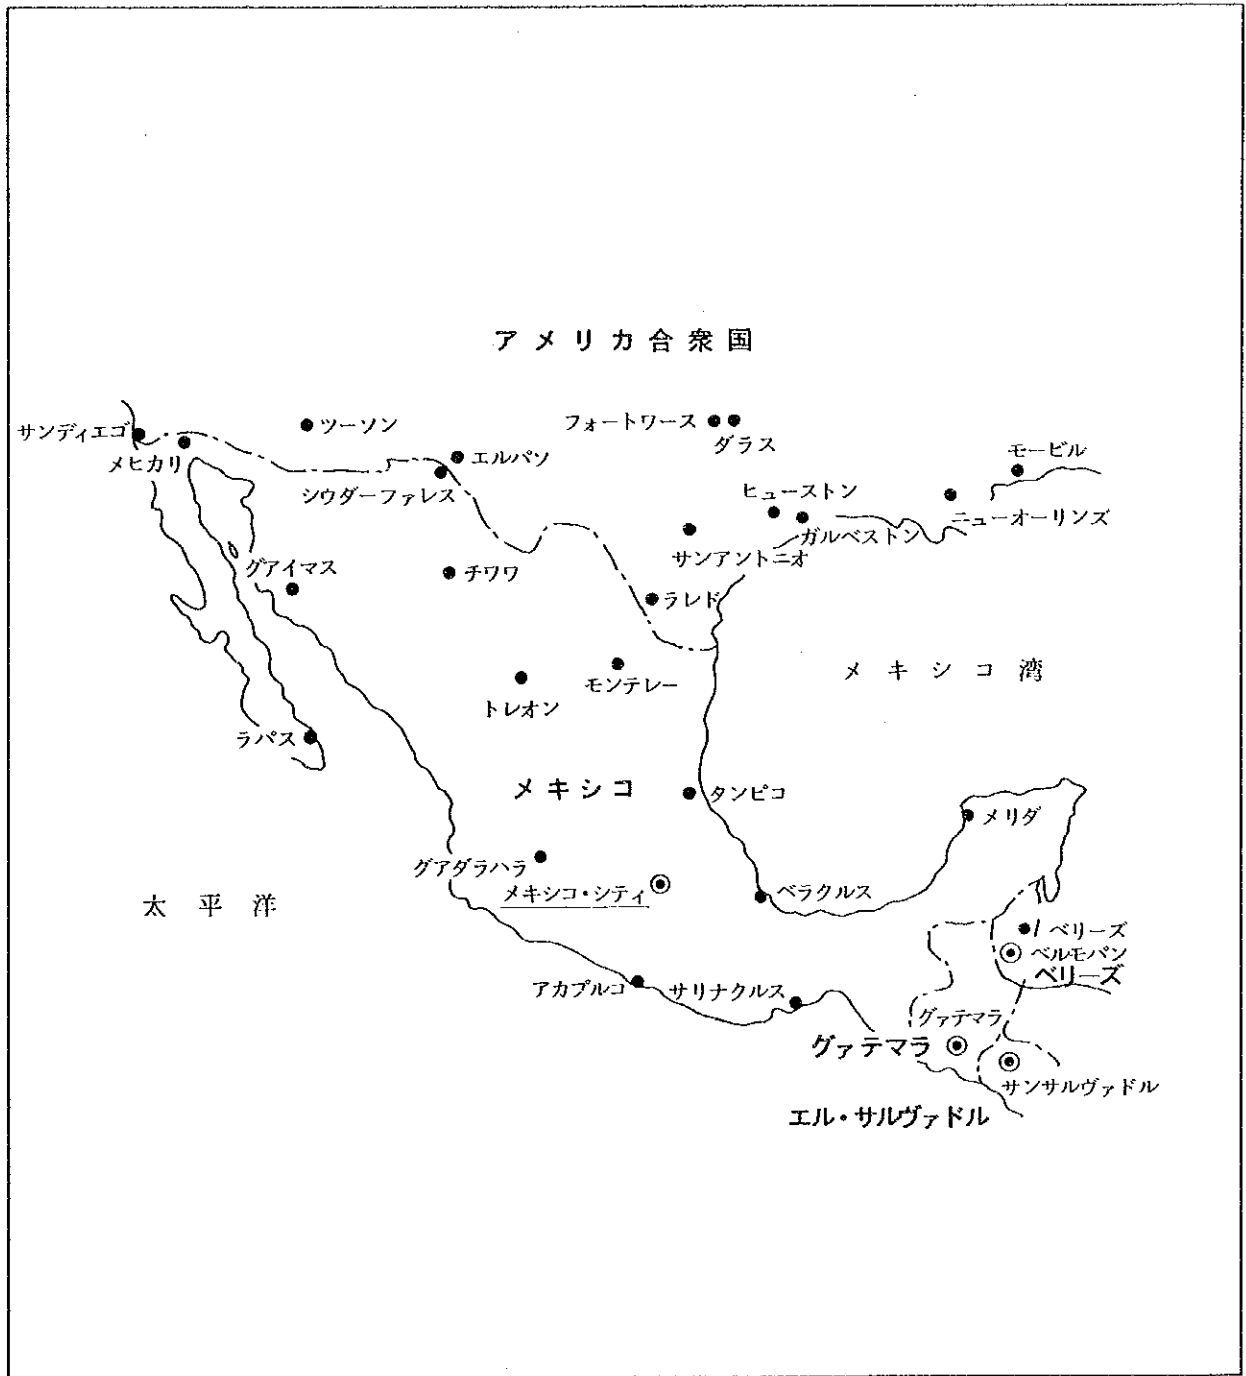 アメリカ合衆国
サンディエゴ
メヒカリ
ツーソン
エルパソ
シウダーファレス
フォートワース
ダラス
モービル
ヒューストン
ニューオーリンズ
ガルベストン
サンアントニオ
グアイマス
チワワ
ラレド
メキシコ湾
モンテレー
トレオン
ラパス
メキシコ
タンピコ
メリダ
グアダラハラ
メキシコ・シティ
ベラクルス
太平洋
ベリーズ
ベルモパン
ベリーズ
アカプルコ
サリナクルス
グァテマラ
グァテマラ
サンサルヴァドル
エル・サルヴァドル